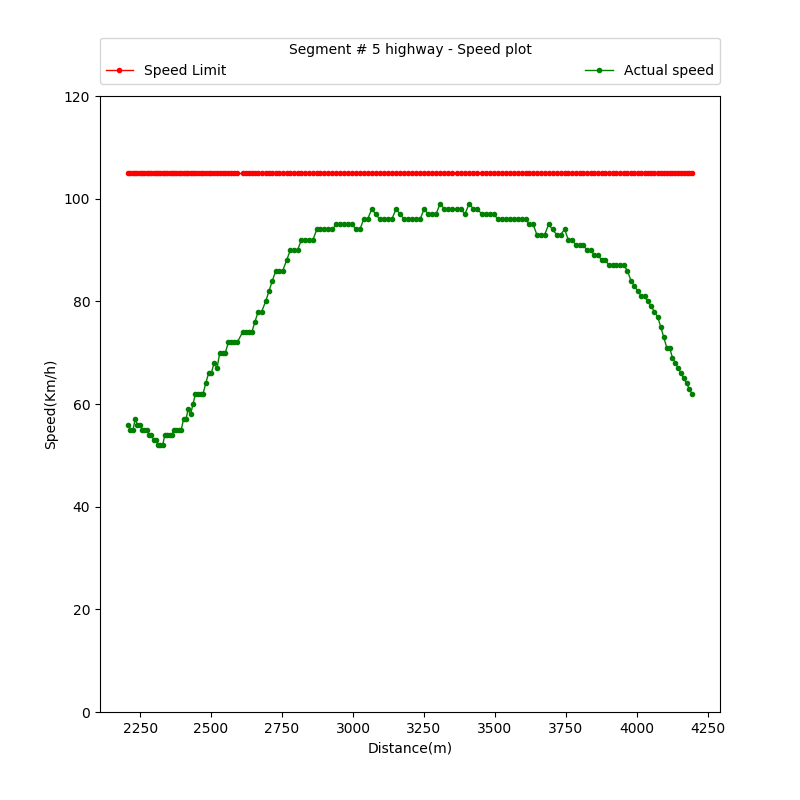 Segment # 5 highway - Speed plot
Speed Limit
Actual speed
120
100
80
60
40
20
0
Speed(Km/h)
2250 2500 2750 3000 3250 3500 3750 4000 4250
Distance(m)